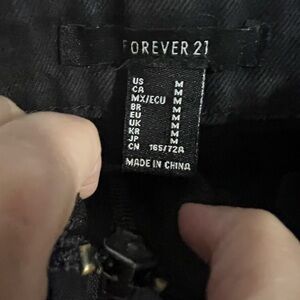 FOREVER 21
US M
CA M
MX/ECU M
BR M
EU M
UK M
KR M
JP M
CN 165/72A
MADE IN CHINA